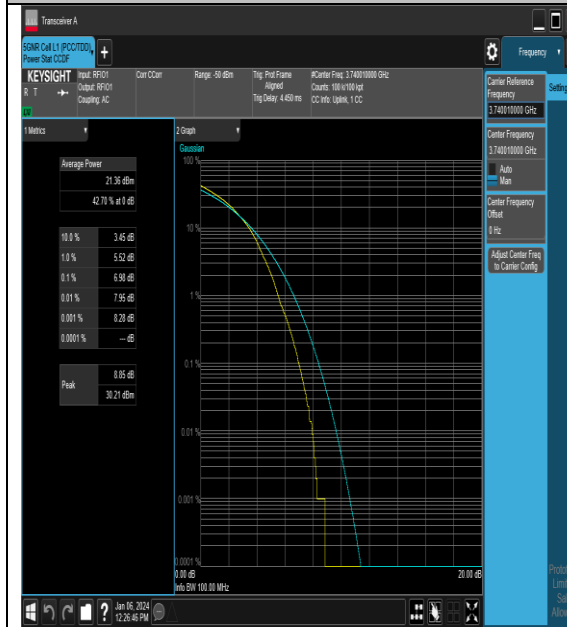 Transceiver A
5GNR Cell L1 (PCC/TDD),
Power Stat CCDF
+
Frequency
KEYSIGHT
R T
LXI
Input: RFIO1
Output: RFIO1
Coupling: AC
Corr CCorr
Range: -50 dBm
Trig: Prot Frame
Aligned
Trig Delay: 4.450 ms
#Center Freq: 3.740010000 GHz
Counts: 100 k/100 kpt
CC Info: Uplink, 1 CC
Carrier Reference
Frequency
3.740010000 GHz
Setting
Center Frequency
3.740010000 GHz
Auto
Man
Center Frequency
Offset
0 Hz
Adjust Center Freq
to Carrier Config
1 Metrics
Average Power
21.36 dBm
42.70 % at 0 dB
10.0 % 3.45 dB
1.0 % 5.52 dB
0.1 % 6.98 dB
0.01 % 7.95 dB
0.001 % 8.28 dB
0.0001 % --- dB
Peak
8.85 dB
30.21 dBm
2 Graph
Gaussian
100 %
10 %
1 %
0.1 %
0.01 %
0.001 %
0.0001 %
0.00 dB
20.00 dB
Info BW 100.00 MHz
Proto
Limit
Sat
Allow
?
Jan 06, 2024
12:26:46 PM